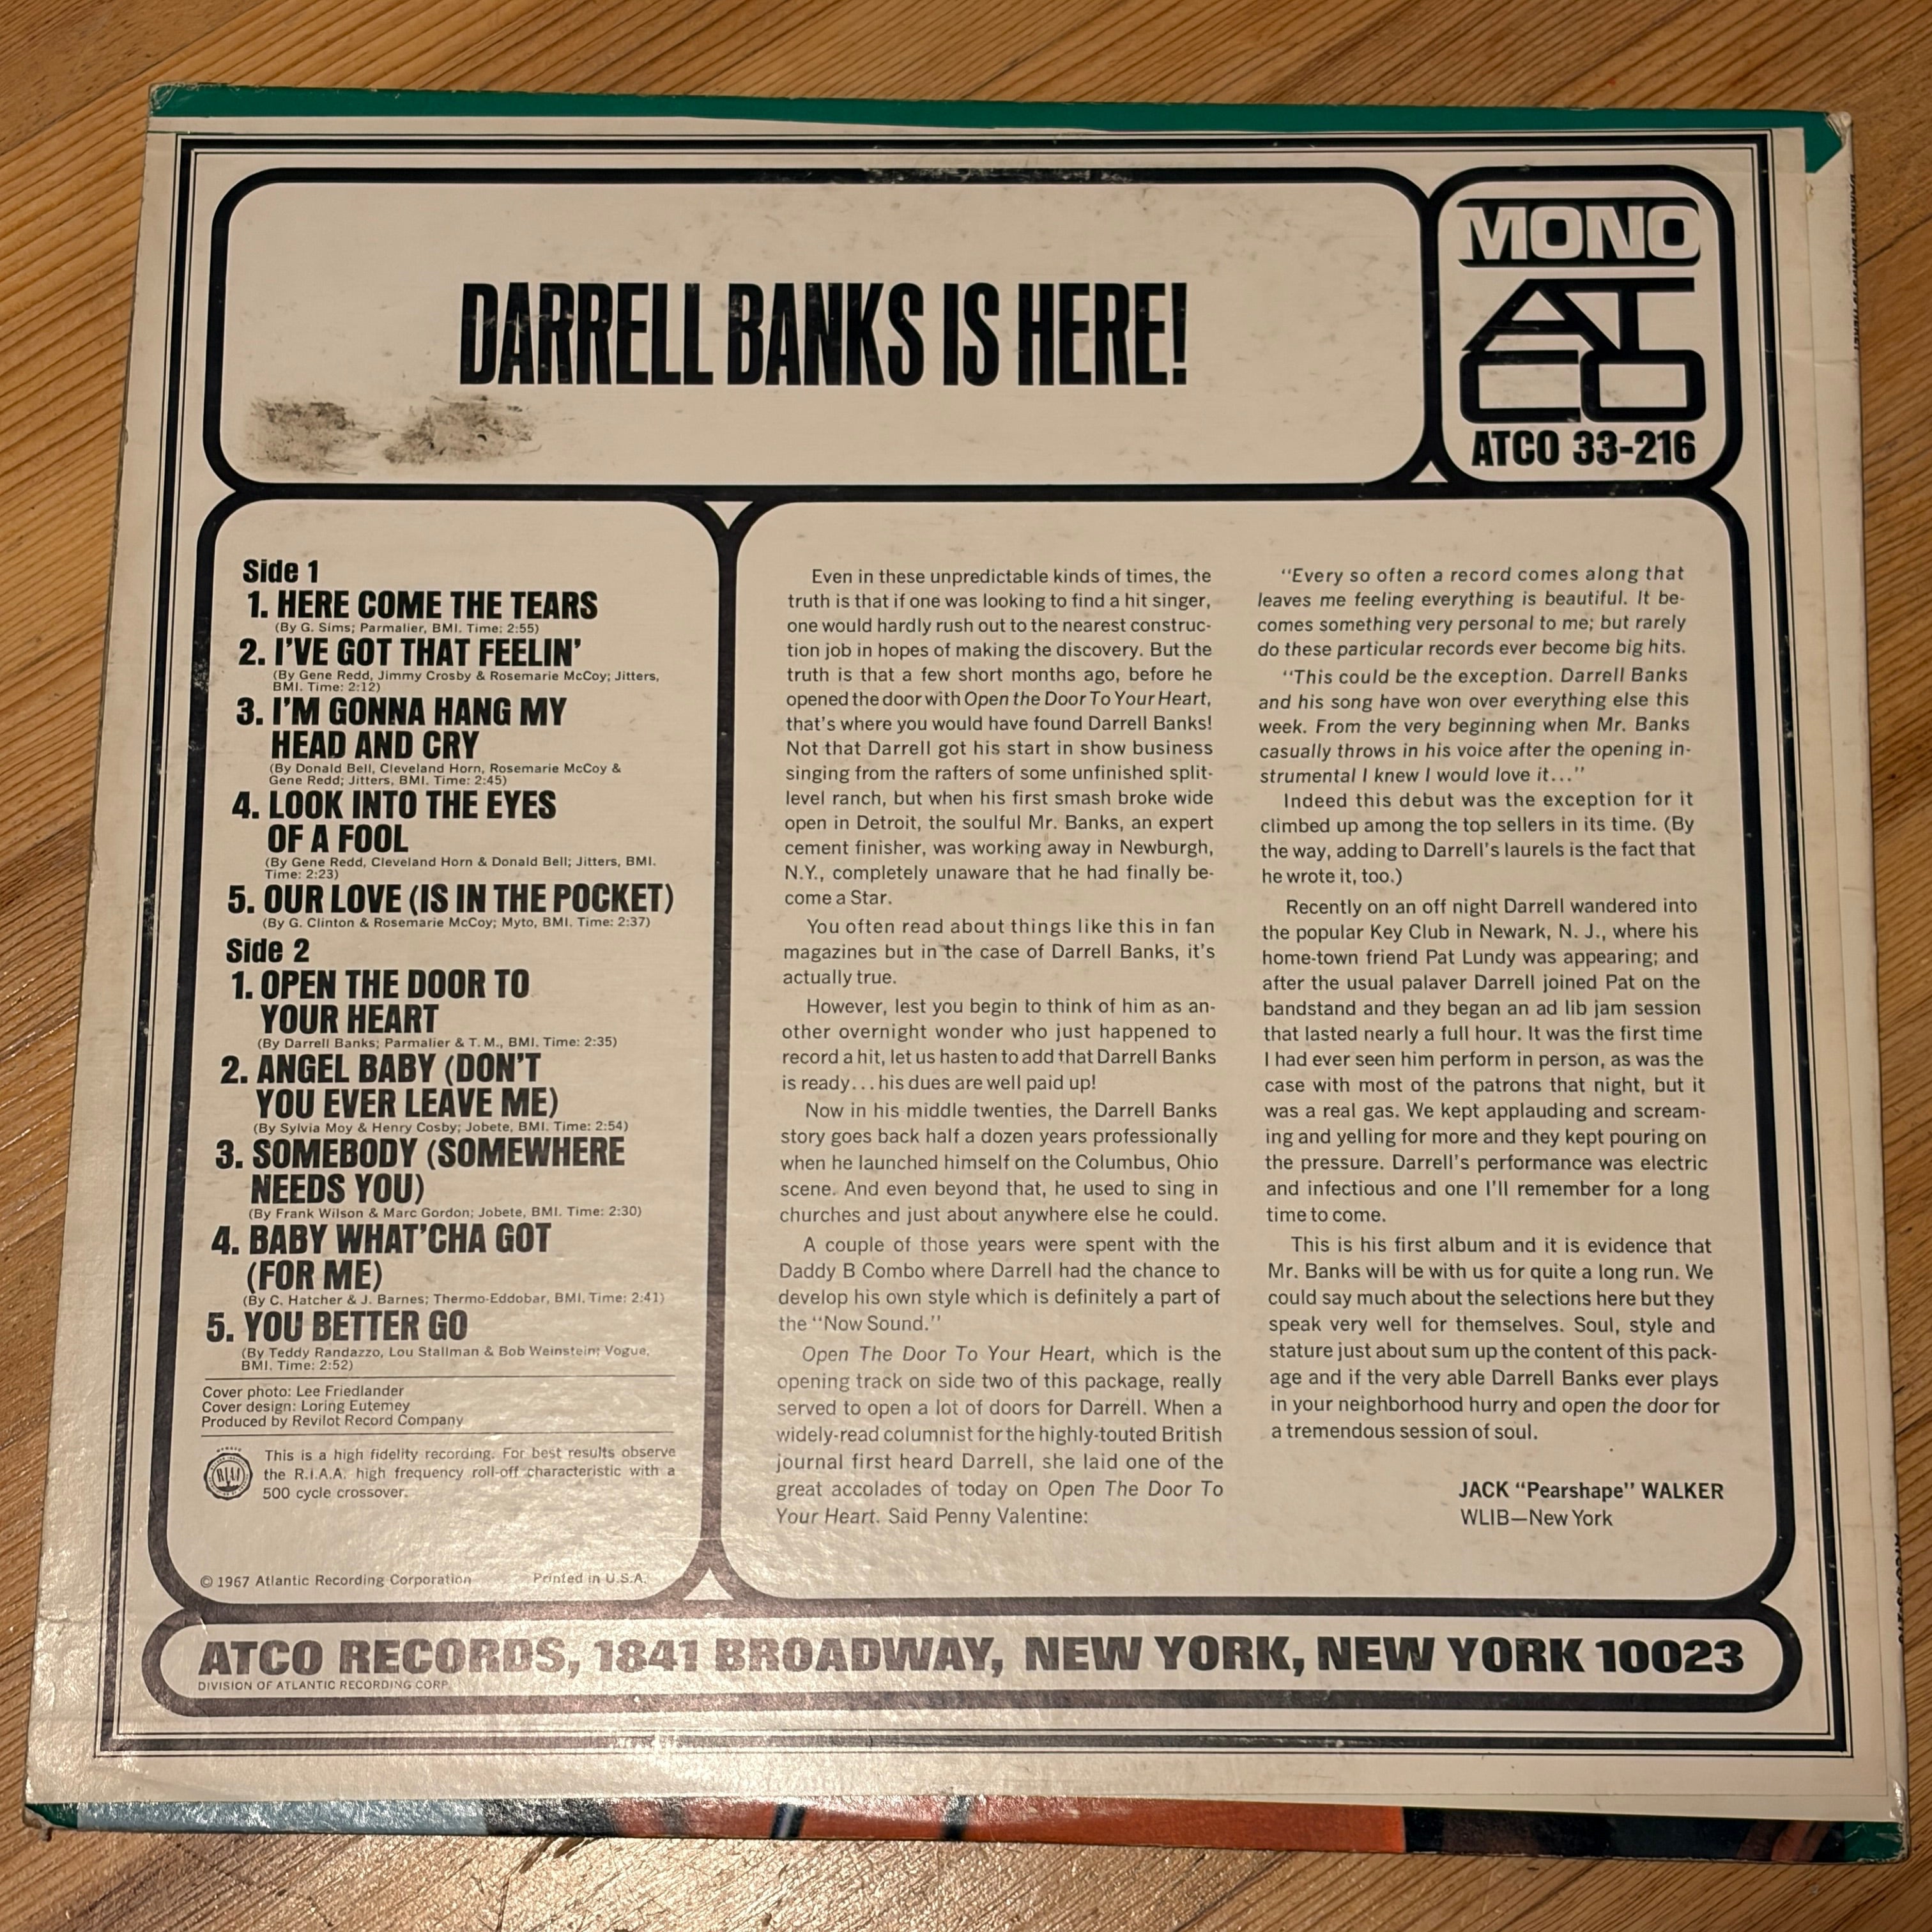 DARRELL BANKS IS HERE!
MONO
AT
CO
ATCO 33-216
Side 1
1. HERE COME THE TEARS
(By G. Sims; Parmalier, BMI. Time: 2:55)
2. I'VE GOT THAT FEELIN'
(By Gene Redd, Jimmy Crosby & Rosemarie McCoy; Jitters,
BMI. Time: 2:12)
3. I'M GONNA HANG MY
HEAD AND CRY
(By Donald Bell, Cleveland Horn, Rosemarie McCoy &
Gene Redd; Jitters, BMI. Time: 2:45)
4. LOOK INTO THE EYES
OF A FOOL
(By Gene Redd, Cleveland Horn & Donald Bell; Jitters, BMI.
Time: 2:23)
5. OUR LOVE (IS IN THE POCKET)
(By G. Clinton & Rosemarie McCoy; Myto, BMI. Time: 2:37)
Side 2
1. OPEN THE DOOR TO
YOUR HEART
(By Darrell Banks; Parmalier & T. M., BMI. Time: 2:35)
2. ANGEL BABY (DON'T
YOU EVER LEAVE ME)
(By Sylvia Moy & Henry Cosby; Jobete, BMI. Time: 2:54)
3. SOMEBODY (SOMEWHERE
NEEDS YOU)
(By Frank Wilson & Marc Gordon; Jobete, BMI. Time: 2:30)
4. BABY WHAT'CHA GOT
(FOR ME)
(By C. Hatcher & J. Barnes; Thermo-Eddobar, BMI. Time: 2:41)
5. YOU BETTER GO
(By Teddy Randazzo, Lou Stallman & Bob Weinstein; Vogue,
BMI. Time: 2:52)
Cover photo: Lee Friedlander
Cover design: Loring Eutemey
Produced by Revilot Record Company
RIAA
This is a high fidelity recording. For best results observe
the R.I.A.A. high frequency roll-off characteristic with a
500 cycle crossover.
© 1967 Atlantic Recording Corporation Printed in U.S.A.
Even in these unpredictable kinds of times, the
truth is that if one was looking to find a hit singer,
one would hardly rush out to the nearest construc-
tion job in hopes of making the discovery. But the
truth is that a few short months ago, before he
opened the door with Open the Door To Your Heart,
that's where you would have found Darrell Banks!
Not that Darrell got his start in show business
singing from the rafters of some unfinished split-
level ranch, but when his first smash broke wide
open in Detroit, the soulful Mr. Banks, an expert
cement finisher, was working away in Newburgh,
N.Y., completely unaware that he had finally be-
come a Star.
You often read about things like this in fan
magazines but in the case of Darrell Banks, it's
actually true.
However, lest you begin to think of him as an-
other overnight wonder who just happened to
record a hit, let us hasten to add that Darrell Banks
is ready...his dues are well paid up!
Now in his middle twenties, the Darrell Banks
story goes back half a dozen years professionally
when he launched himself on the Columbus, Ohio
scene. And even beyond that, he used to sing in
churches and just about anywhere else he could.
A couple of those years were spent with the
Daddy B Combo where Darrell had the chance to
develop his own style which is definitely a part of
the "Now Sound."
Open The Door To Your Heart, which is the
opening track on side two of this package, really
served to open a lot of doors for Darrell. When a
widely-read columnist for the highly-touted British
journal first heard Darrell, she laid one of the
great accolades of today on Open The Door To
Your Heart. Said Penny Valentine:
"Every so often a record comes along that
leaves me feeling everything is beautiful. It be-
comes something very personal to me; but rarely
do these particular records ever become big hits.
"This could be the exception. Darrell Banks
and his song have won over everything else this
week. From the very beginning when Mr. Banks
casually throws in his voice after the opening in-
strumental I knew I would love it..."
Indeed this debut was the exception for it
climbed up among the top sellers in its time. (By
the way, adding to Darrell's laurels is the fact that
he wrote it, too.)
Recently on an off night Darrell wandered into
the popular Key Club in Newark, N. J., where his
home-town friend Pat Lundy was appearing; and
after the usual palaver Darrell joined Pat on the
bandstand and they began an ad lib jam session
that lasted nearly a full hour. It was the first time
I had ever seen him perform in person, as was the
case with most of the patrons that night, but it
was a real gas. We kept applauding and scream-
ing and yelling for more and they kept pouring on
the pressure. Darrell's performance was electric
and infectious and one I'll remember for a long
time to come.
This is his first album and it is evidence that
Mr. Banks will be with us for quite a long run. We
could say much about the selections here but they
speak very well for themselves. Soul, style and
stature just about sum up the content of this pack-
age and if the very able Darrell Banks ever plays
in your neighborhood hurry and open the door for
a tremendous session of soul.
JACK "Pearshape" WALKER
WLIB—New York
ATCO RECORDS, 1841 BROADWAY, NEW YORK, NEW YORK 10023
DIVISION OF ATLANTIC RECORDING CORP.